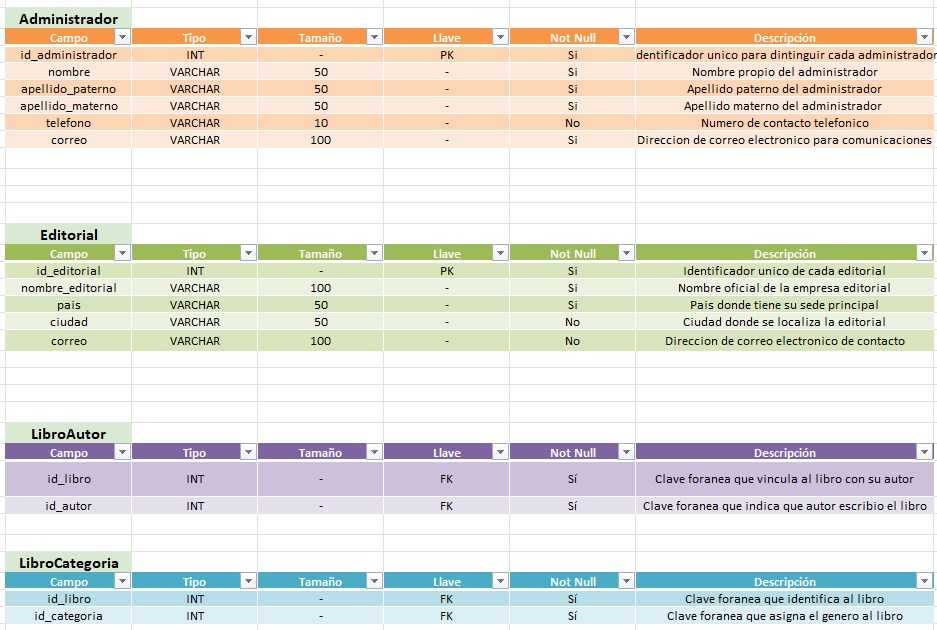 Administrador
Campo Tipo Tamaño Llave Not Null Descripción
id_administrador INT - PK Si dentificador unico para dintinguir cada administrador
nombre VARCHAR 50 - Si Nombre propio del administrador
apellido_paterno VARCHAR 50 - Si Apellido paterno del administrador
apellido_materno VARCHAR 50 - Si Apellido materno del administrador
telefono VARCHAR 10 - No Numero de contacto telefonico
correo VARCHAR 100 - Si Direccion de correo electronico para comunicaciones
Editorial
Campo Tipo Tamaño Llave Not Null Descripción
id_editorial INT - PK Si Identificador unico de cada editorial
nombre_editorial VARCHAR 100 - Si Nombre oficial de la empresa editorial
pais VARCHAR 50 - Si Pais donde tiene su sede principal
ciudad VARCHAR 50 - No Ciudad donde se localiza la editorial
correo VARCHAR 100 - No Direccion de correo electronico de contacto
LibroAutor
Campo Tipo Tamaño Llave Not Null Descripción
id_libro INT - FK Sí Clave foranea que vincula al libro con su autor
id_autor INT - FK Sí Clave foranea que indica que autor escribio el libro
LibroCategoria
Campo Tipo Tamaño Llave Not Null Descripción
id_libro INT - FK Sí Clave foranea que identifica al libro
id_categoria INT - FK Sí Clave foranea que asigna el genero al libro